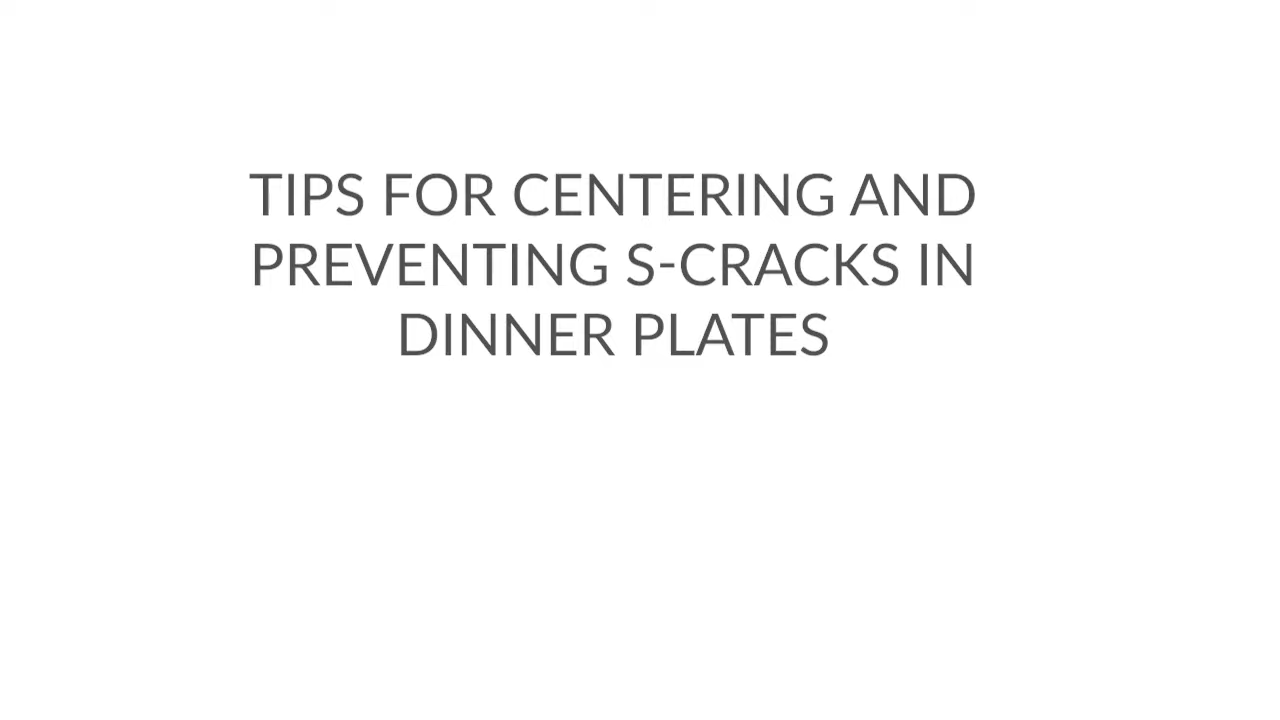 TIPS FOR CENTERING AND
PREVENTING S-CRACKS IN
DINNER PLATES